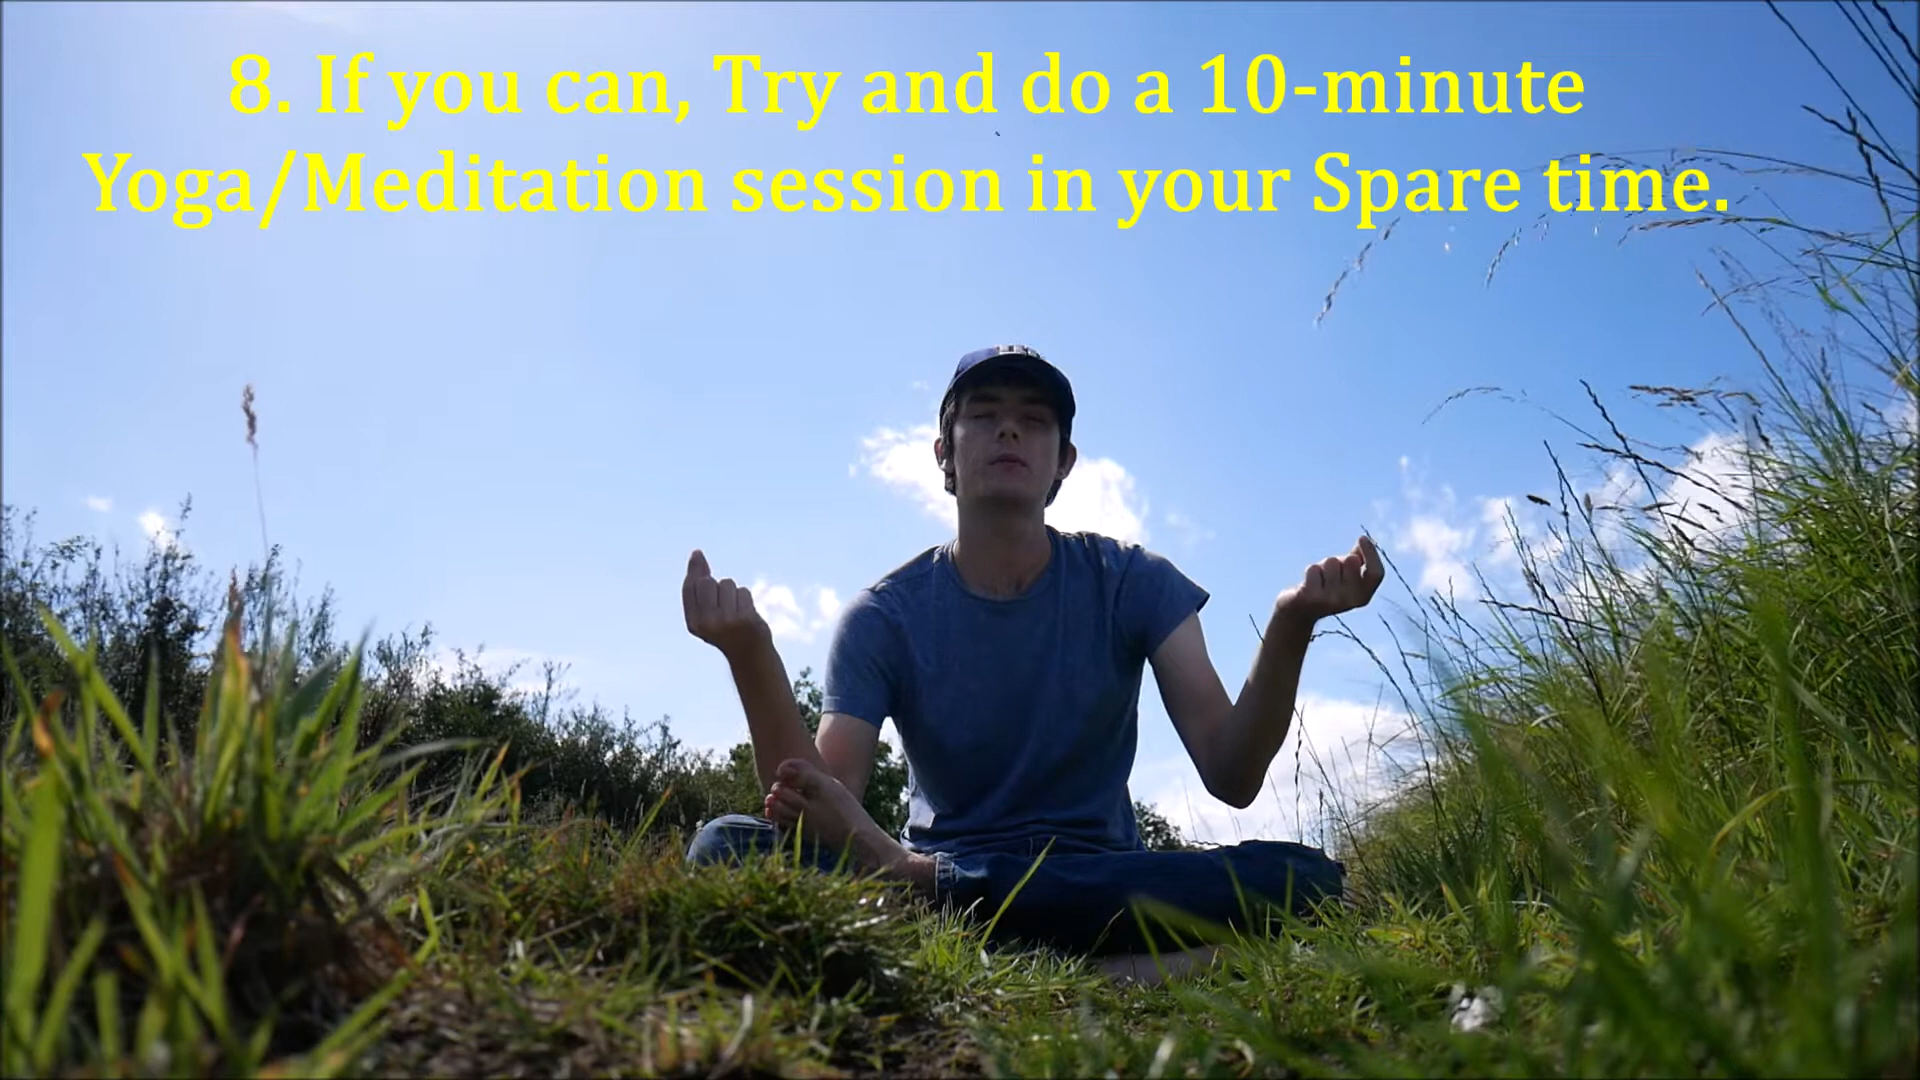 8. If you can, Try and do a 10-minute
Yoga/Meditation session in your Spare time.